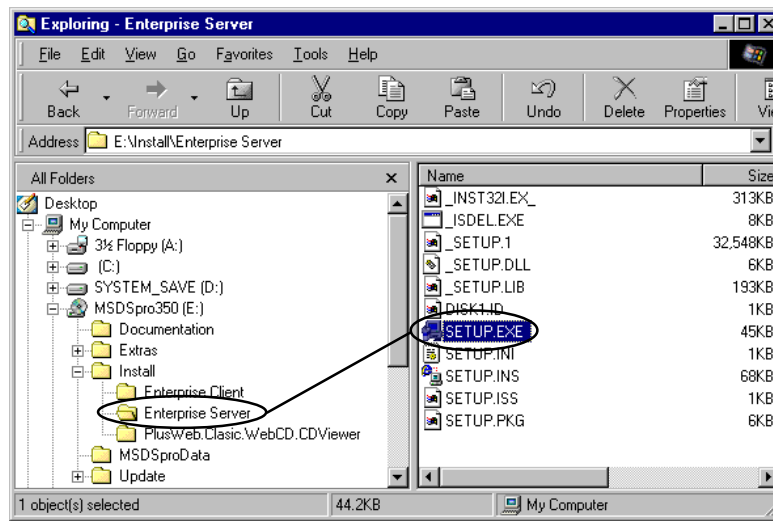 Exploring - Enterprise Server
File Edit View Go Favorites Tools Help
Back Forward Up Cut Copy Paste Undo Delete Properties
Address E:\Install\Enterprise Server
All Folders
Desktop
My Computer
3½ Floppy (A:)
(C:)
SYSTEM_SAVE (D:)
MSDSpro350 (E:)
Documentation
Extras
Install
Enterprise Client
Enterprise Server
PlusWeb.Clasic.WebCD.CDViewer
MSDSproData
Update
Name Size
_INST32I.EX_ 313KB
_ISDEL.EXE 8KB
_SETUP.1 32,548KB
_SETUP.DLL 6KB
_SETUP.LIB 193KB
DISK1.ID 1KB
SETUP.EXE 45KB
SETUP.INI 1KB
SETUP.INS 68KB
SETUP.ISS 1KB
SETUP.PKG 6KB
1 object(s) selected 44.2KB My Computer